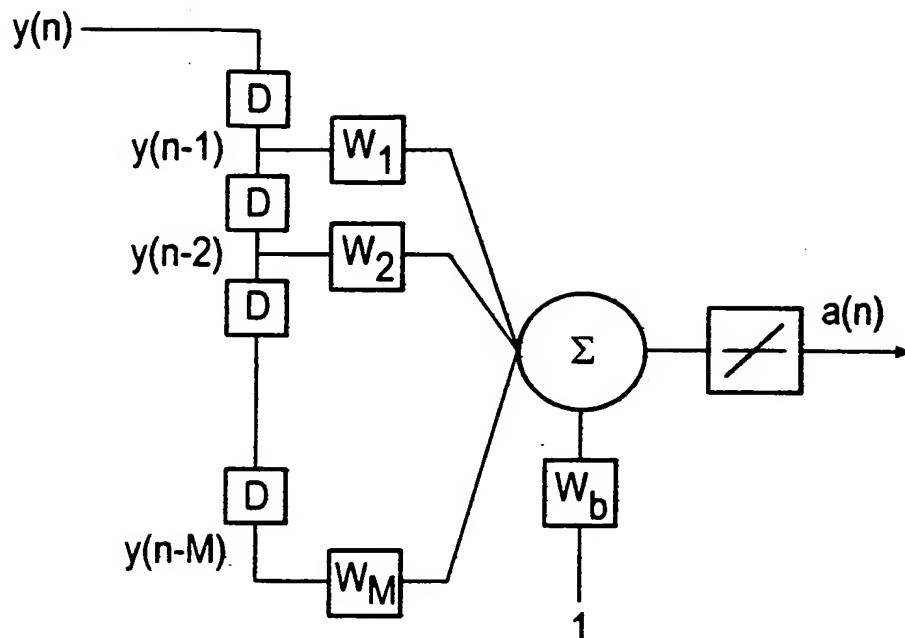 y(n)
D
y(n-1)
W1
D
y(n-2)
W2
D
Σ
a(n)
D
Wb
y(n-M)
WM
1